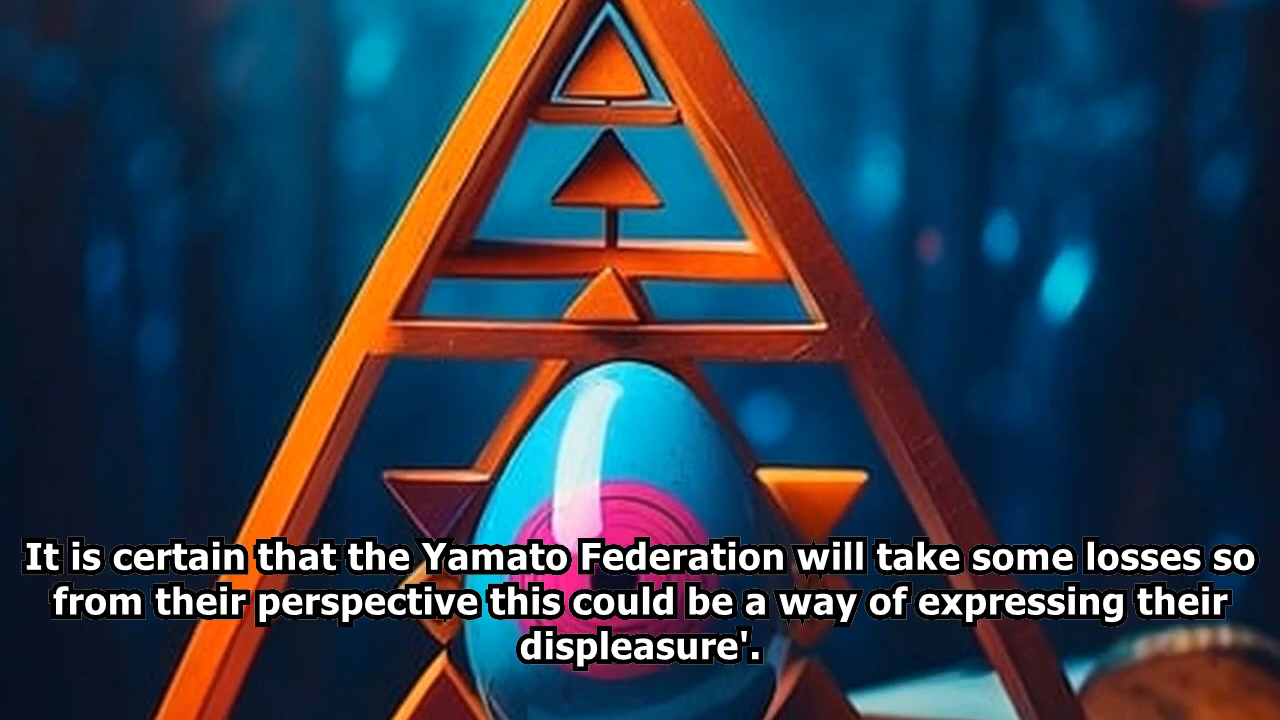 It is certain that the Yamato Federation will take some losses so
from their perspective this could be a way of expressing their
displeasure'.